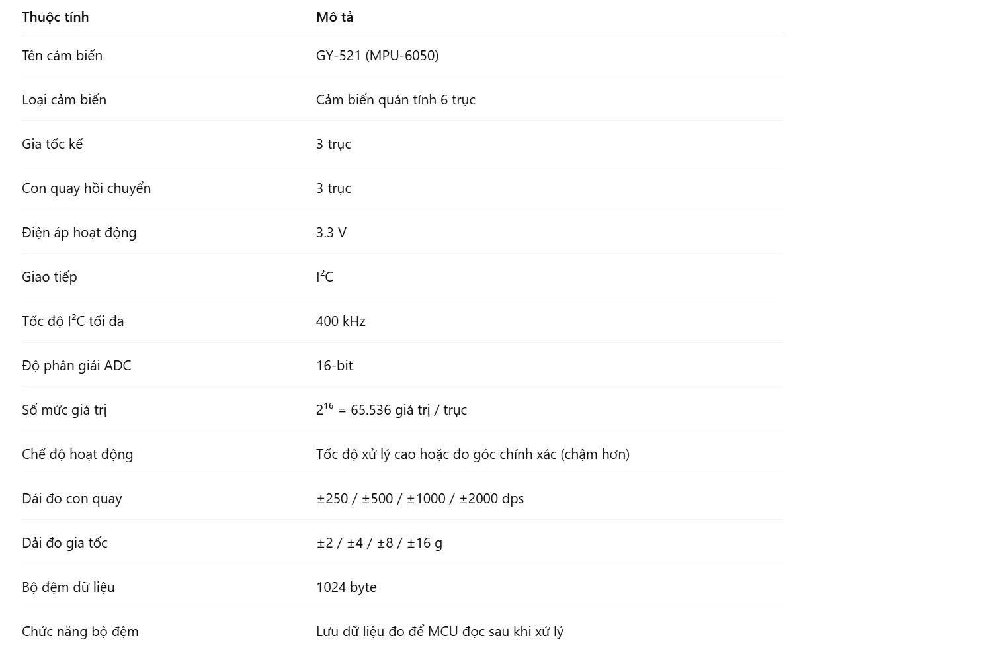 Thuộc tính Mô tả
Tên cảm biến GY-521 (MPU-6050)
Loại cảm biến Cảm biến quán tính 6 trục
Gia tốc kế 3 trục
Con quay hồi chuyển 3 trục
Điện áp hoạt động 3.3 V
Giao tiếp I²C
Tốc độ I²C tối đa 400 kHz
Độ phân giải ADC 16-bit
Số mức giá trị 2¹⁶ = 65.536 giá trị / trục
Chế độ hoạt động Tốc độ xử lý cao hoặc đo góc chính xác (chậm hơn)
Dải đo con quay ±250 / ±500 / ±1000 / ±2000 dps
Dải đo gia tốc ±2 / ±4 / ±8 / ±16 g
Bộ đệm dữ liệu 1024 byte
Chức năng bộ đệm Lưu dữ liệu đo để MCU đọc sau khi xử lý